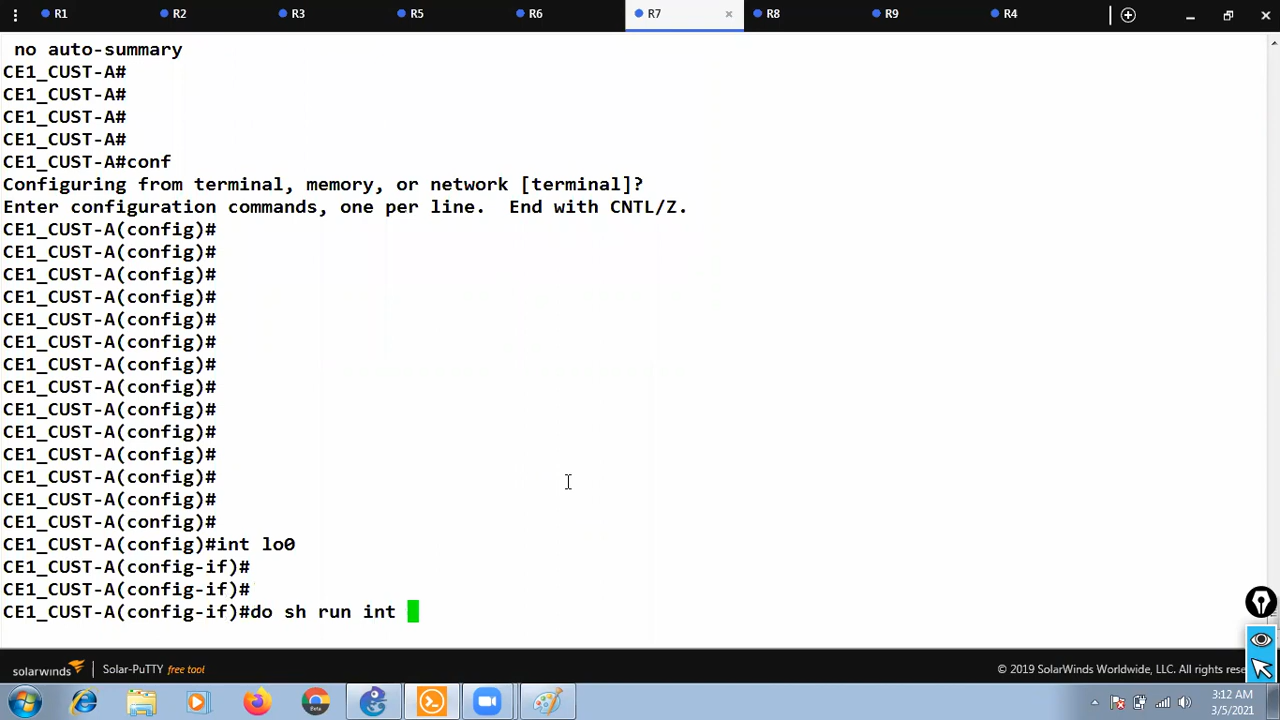 R1 R2 R3 R5 R6 R7 × R8 R9 R4
no auto-summary
CE1_CUST-A#
CE1_CUST-A#
CE1_CUST-A#
CE1_CUST-A#
CE1_CUST-A#conf
Configuring from terminal, memory, or network [terminal]?
Enter configuration commands, one per line.  End with CNTL/Z.
CE1_CUST-A(config)#
CE1_CUST-A(config)#
CE1_CUST-A(config)#
CE1_CUST-A(config)#
CE1_CUST-A(config)#
CE1_CUST-A(config)#
CE1_CUST-A(config)#
CE1_CUST-A(config)#
CE1_CUST-A(config)#
CE1_CUST-A(config)#
CE1_CUST-A(config)#
CE1_CUST-A(config)#
CE1_CUST-A(config)#
CE1_CUST-A(config)#
CE1_CUST-A(config)#int lo0
CE1_CUST-A(config-if)#
CE1_CUST-A(config-if)#
CE1_CUST-A(config-if)#do sh run int
solarwinds Solar-PuTTY free tool © 2019 SolarWinds Worldwide, LLC. All rights rese
Beta
3:12 AM
3/5/2021